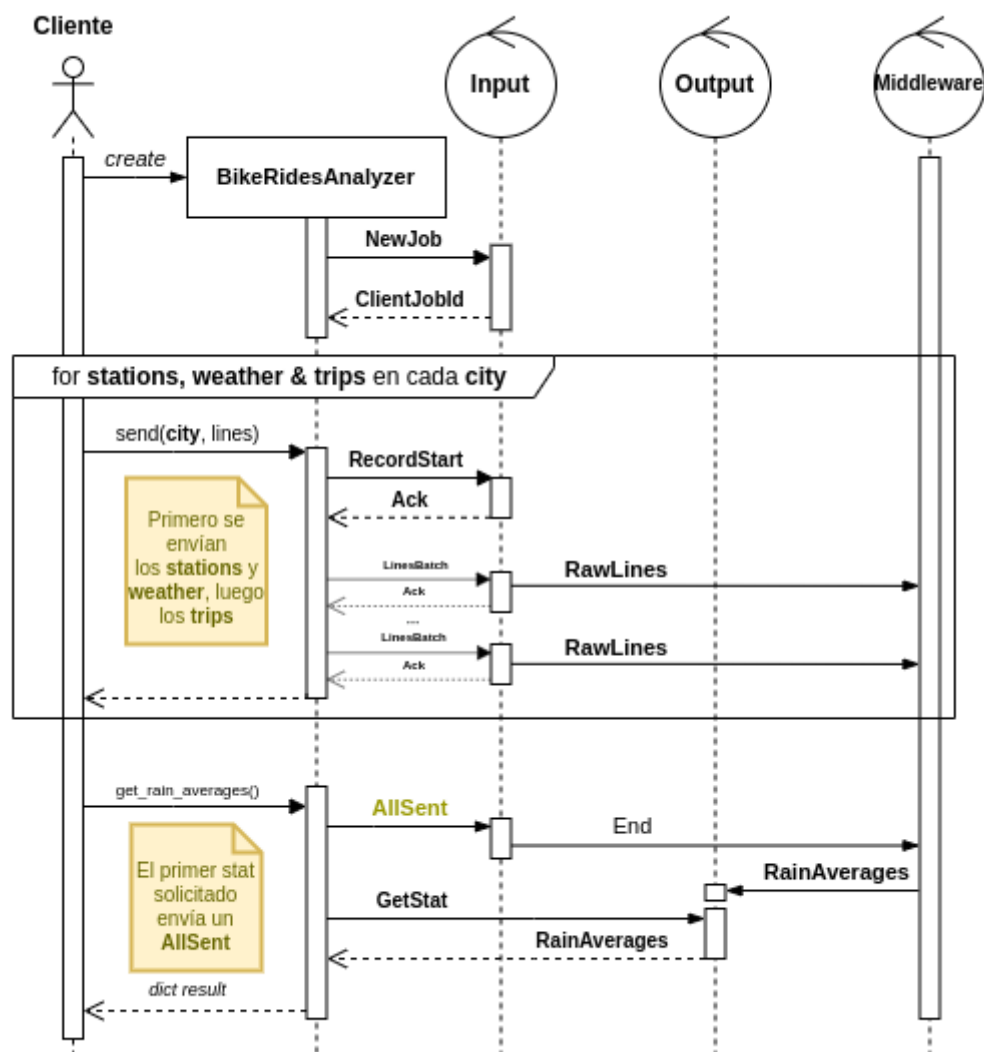 Cliente
Input
Output
Middleware
create
BikeRidesAnalyzer
NewJob
ClientJobId
for stations, weather & trips en cada city
send(city, lines)
RecordStart
Ack
Primero se
envían
los stations y
weather, luego
los trips
LinesBatch
RawLines
Ack
....
LinesBatch
RawLines
Ack
get_rain_averages()
AllSent
End
El primer stat
solicitado
envía un
AllSent
RainAverages
GetStat
RainAverages
dict result